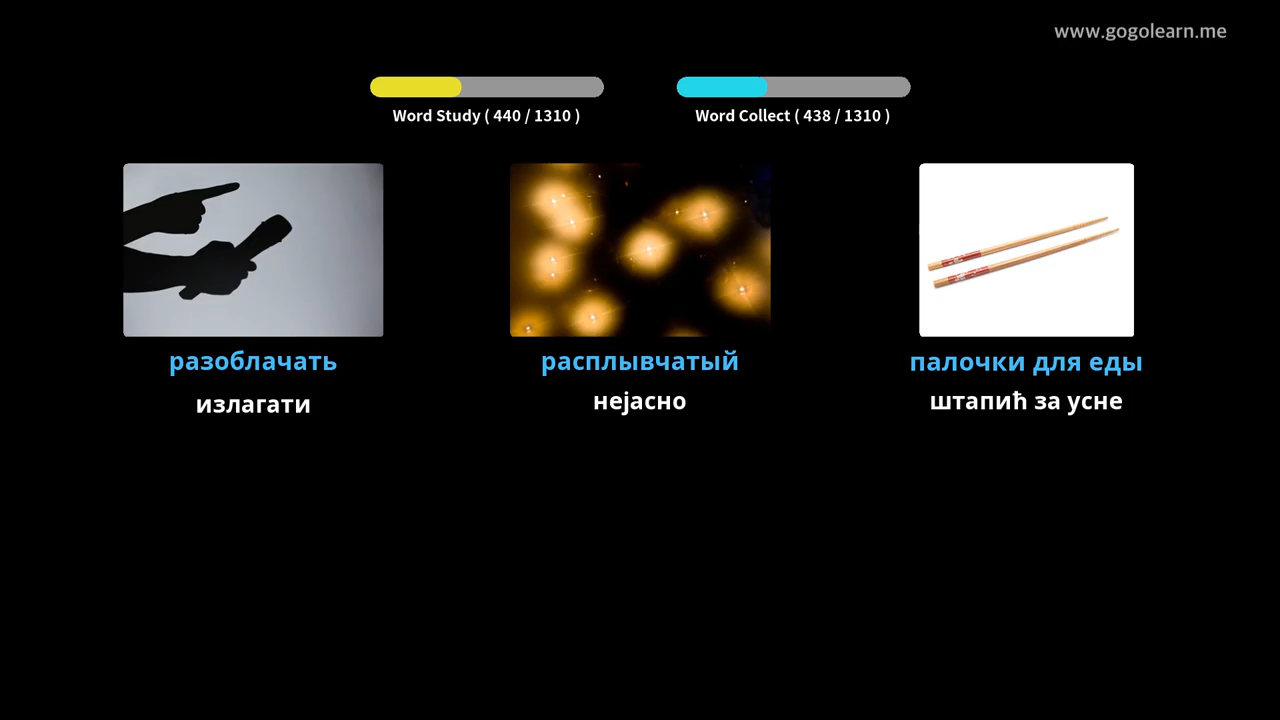 www.gogolearn.me
Word Study ( 440 / 1310 )
Word Collect ( 438 / 1310 )
разоблачать
расплывчатый
палочки для еды
излагати
нејасно
штапић за усне